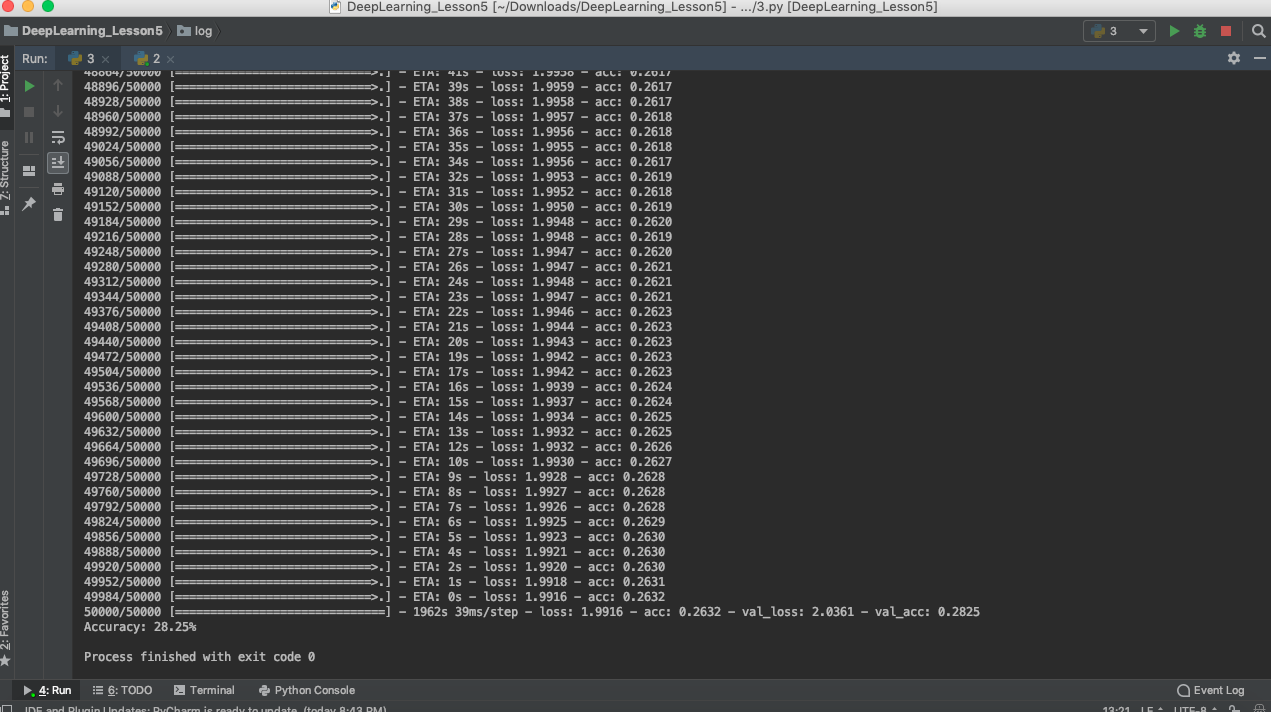 DeepLearning_Lesson5 [~/Downloads/DeepLearning_Lesson5] - .../3.py [DeepLearning_Lesson5]
DeepLearning_Lesson5 log
3
Run: 3 × 2 ×
1: Project
7: Structure
2: Favorites
48864/50000 [============================>.] - ETA: 41s - loss: 1.9958 - acc: 0.2617
48896/50000 [============================>.] - ETA: 39s - loss: 1.9959 - acc: 0.2617
48928/50000 [============================>.] - ETA: 38s - loss: 1.9958 - acc: 0.2617
48960/50000 [============================>.] - ETA: 37s - loss: 1.9957 - acc: 0.2618
48992/50000 [============================>.] - ETA: 36s - loss: 1.9956 - acc: 0.2618
49024/50000 [============================>.] - ETA: 35s - loss: 1.9955 - acc: 0.2618
49056/50000 [============================>.] - ETA: 34s - loss: 1.9956 - acc: 0.2617
49088/50000 [============================>.] - ETA: 32s - loss: 1.9953 - acc: 0.2619
49120/50000 [============================>.] - ETA: 31s - loss: 1.9952 - acc: 0.2618
49152/50000 [============================>.] - ETA: 30s - loss: 1.9950 - acc: 0.2619
49184/50000 [============================>.] - ETA: 29s - loss: 1.9948 - acc: 0.2620
49216/50000 [============================>.] - ETA: 28s - loss: 1.9948 - acc: 0.2619
49248/50000 [============================>.] - ETA: 27s - loss: 1.9947 - acc: 0.2620
49280/50000 [============================>.] - ETA: 26s - loss: 1.9947 - acc: 0.2621
49312/50000 [============================>.] - ETA: 24s - loss: 1.9948 - acc: 0.2621
49344/50000 [============================>.] - ETA: 23s - loss: 1.9947 - acc: 0.2621
49376/50000 [============================>.] - ETA: 22s - loss: 1.9946 - acc: 0.2623
49408/50000 [============================>.] - ETA: 21s - loss: 1.9944 - acc: 0.2623
49440/50000 [============================>.] - ETA: 20s - loss: 1.9943 - acc: 0.2623
49472/50000 [============================>.] - ETA: 19s - loss: 1.9942 - acc: 0.2623
49504/50000 [============================>.] - ETA: 17s - loss: 1.9942 - acc: 0.2623
49536/50000 [============================>.] - ETA: 16s - loss: 1.9939 - acc: 0.2624
49568/50000 [============================>.] - ETA: 15s - loss: 1.9937 - acc: 0.2624
49600/50000 [============================>.] - ETA: 14s - loss: 1.9934 - acc: 0.2625
49632/50000 [============================>.] - ETA: 13s - loss: 1.9932 - acc: 0.2625
49664/50000 [============================>.] - ETA: 12s - loss: 1.9932 - acc: 0.2626
49696/50000 [============================>.] - ETA: 10s - loss: 1.9930 - acc: 0.2627
49728/50000 [============================>.] - ETA: 9s - loss: 1.9928 - acc: 0.2628
49760/50000 [============================>.] - ETA: 8s - loss: 1.9927 - acc: 0.2628
49792/50000 [============================>.] - ETA: 7s - loss: 1.9926 - acc: 0.2628
49824/50000 [============================>.] - ETA: 6s - loss: 1.9925 - acc: 0.2629
49856/50000 [============================>.] - ETA: 5s - loss: 1.9923 - acc: 0.2630
49888/50000 [============================>.] - ETA: 4s - loss: 1.9921 - acc: 0.2630
49920/50000 [============================>.] - ETA: 2s - loss: 1.9920 - acc: 0.2630
49952/50000 [============================>.] - ETA: 1s - loss: 1.9918 - acc: 0.2631
49984/50000 [============================>.] - ETA: 0s - loss: 1.9916 - acc: 0.2632
50000/50000 [==============================] - 1962s 39ms/step - loss: 1.9916 - acc: 0.2632 - val_loss: 2.0361 - val_acc: 0.2825
Accuracy: 28.25%
Process finished with exit code 0
4: Run 6: TODO Terminal Python Console Event Log
IDE and Plugin Updates: PyCharm is ready to update. (today 8:43 PM) 13:21 LF UTF-8